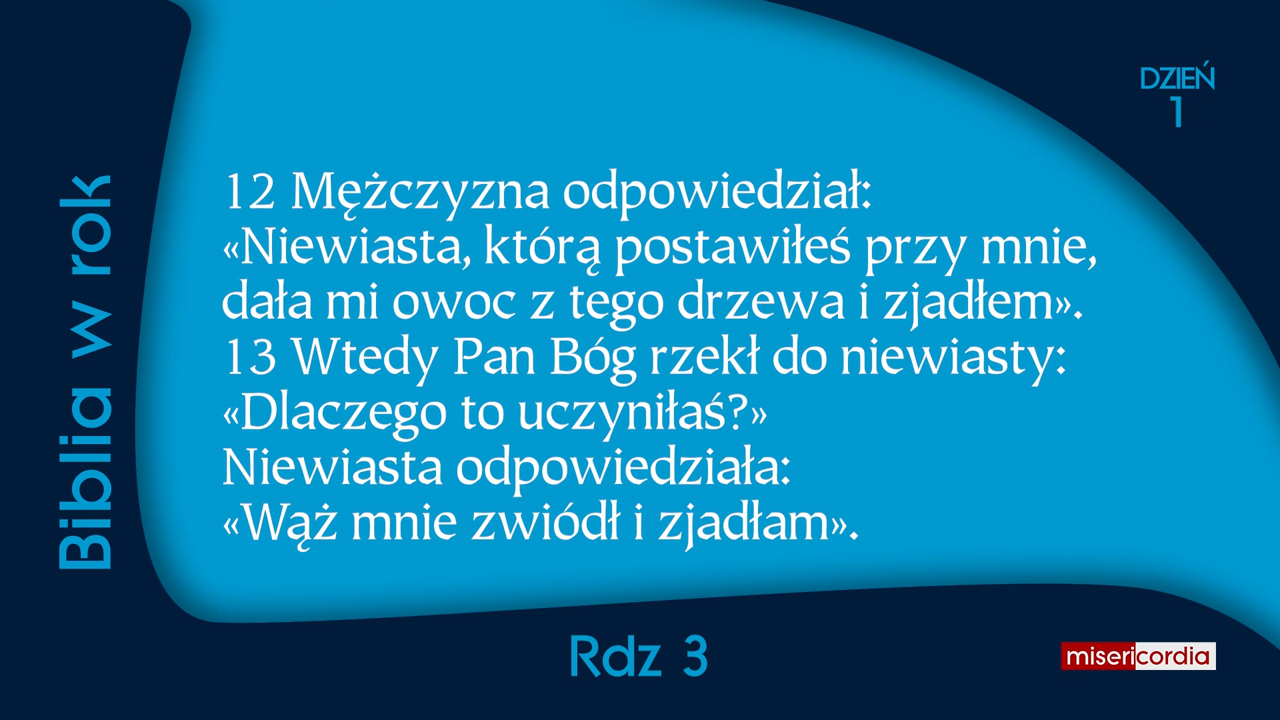 DZIEŃ
1
Biblia w rok
12 Mężczyzna odpowiedział:
«Niewiasta, którą postawiłeś przy mnie,
dała mi owoc z tego drzewa i zjadłem».
13 Wtedy Pan Bóg rzekł do niewiasty:
«Dlaczego to uczyniłaś?»
Niewiasta odpowiedziała:
«Wąż mnie zwiódł i zjadłam».
Rdz 3
misericordia